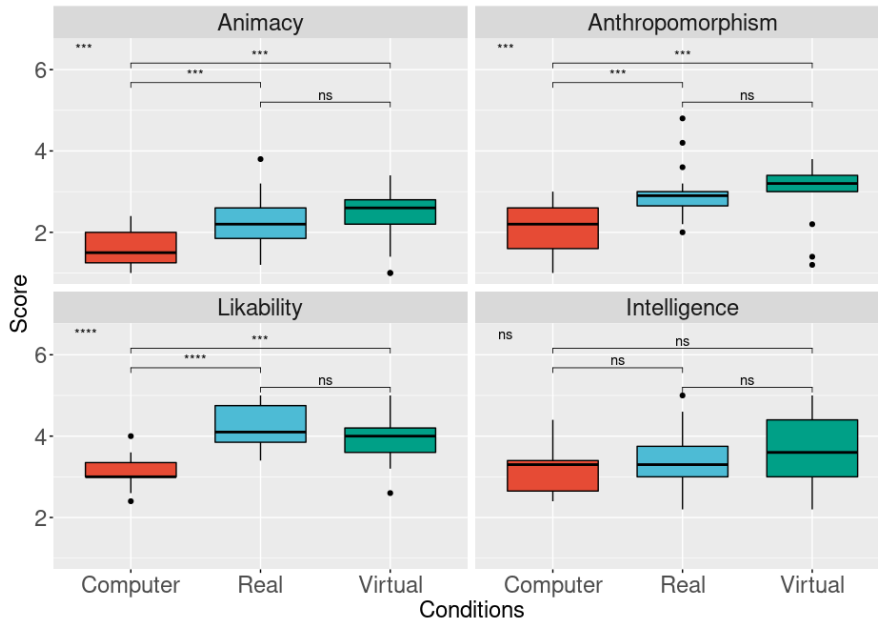 Animacy
Anthropomorphism
***
***
***
ns
***
***
***
ns
6
4
2
Likability
Intelligence
****
***
****
ns
ns
ns
ns
ns
6
4
2
Score
Computer
Real
Virtual
Computer
Real
Virtual
Conditions